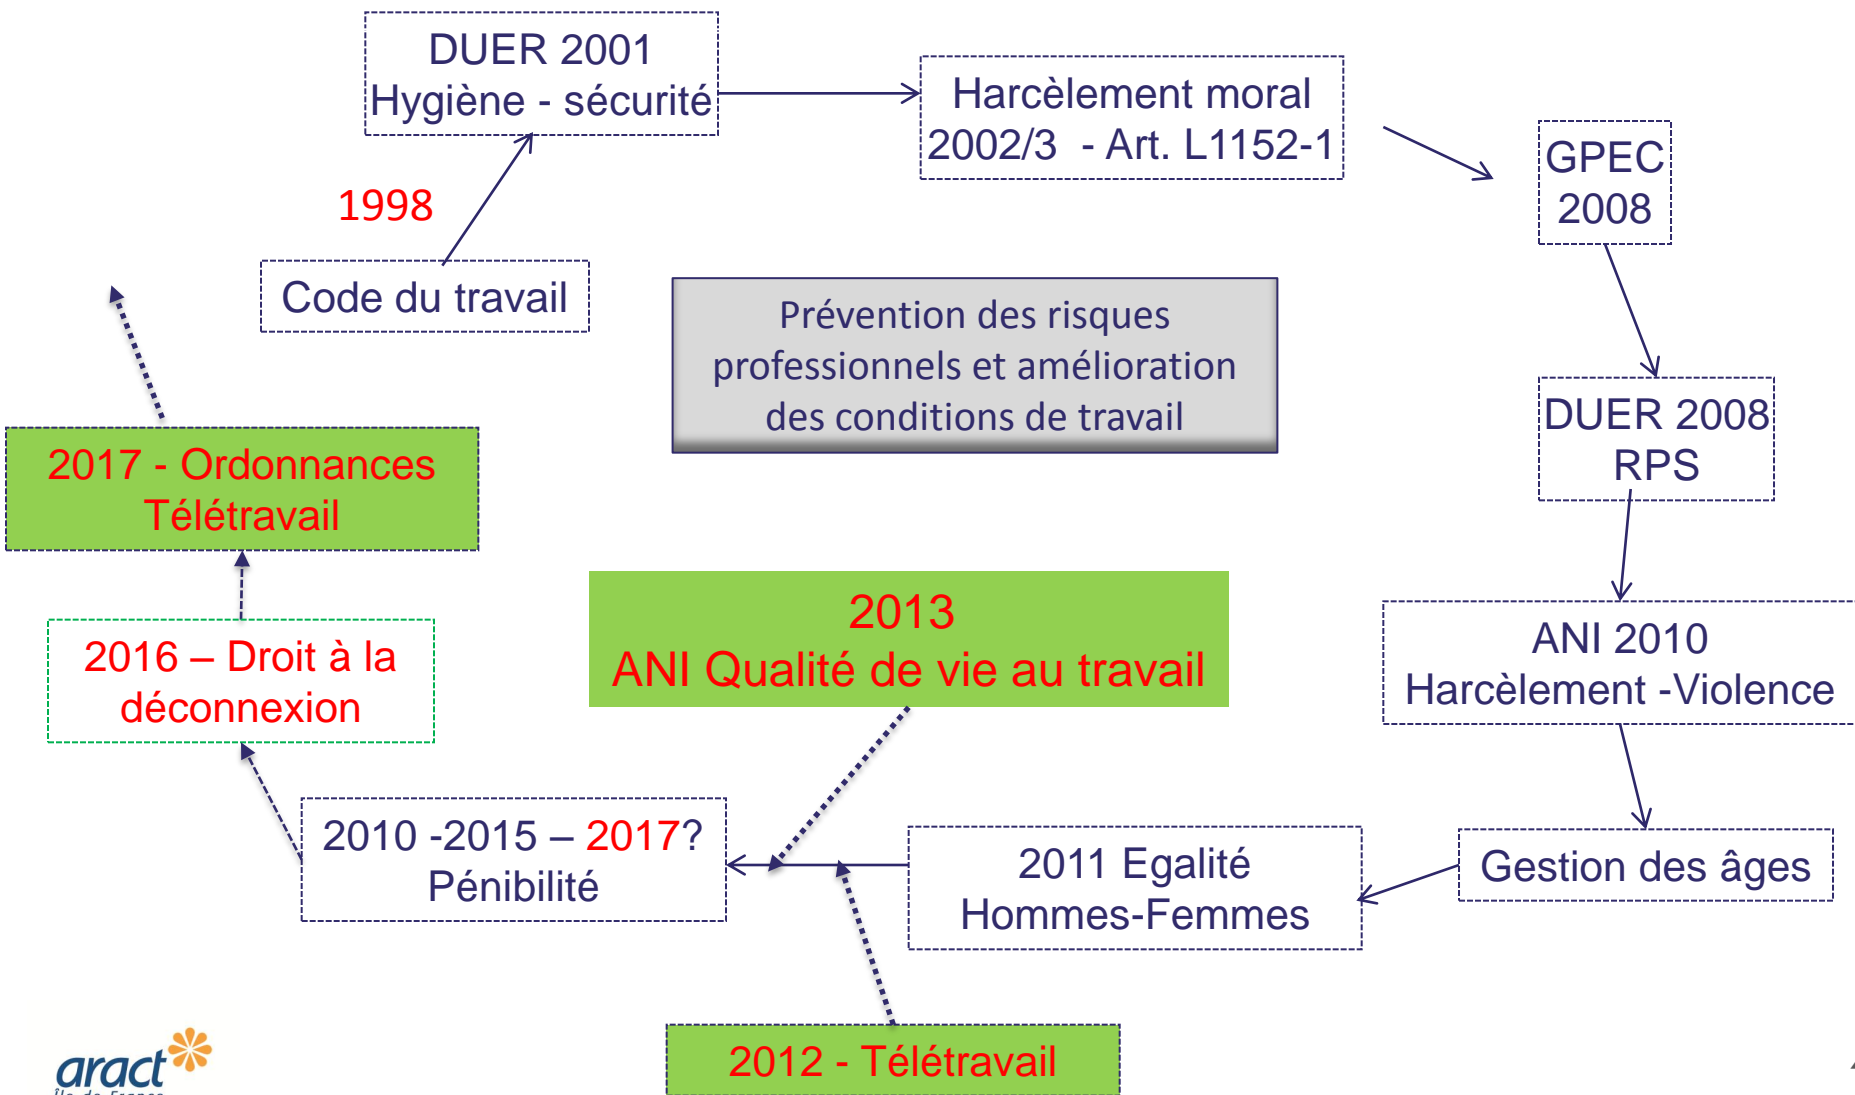 DUER 2001
Hygiène - sécurité
Harcèlement moral
2002/3 - Art. L1152-1
GPEC
2008
1998
Code du travail
Prévention des risques
professionnels et amélioration
des conditions de travail
DUER 2008
RPS
2017 - Ordonnances
Télétravail
2013
ANI Qualité de vie au travail
ANI 2010
Harcèlement -Violence
2016 – Droit à la
déconnexion
2010 -2015 – 2017?
Pénibilité
2011 Egalité
Hommes-Femmes
Gestion des âges
2012 - Télétravail
aract
Île de France